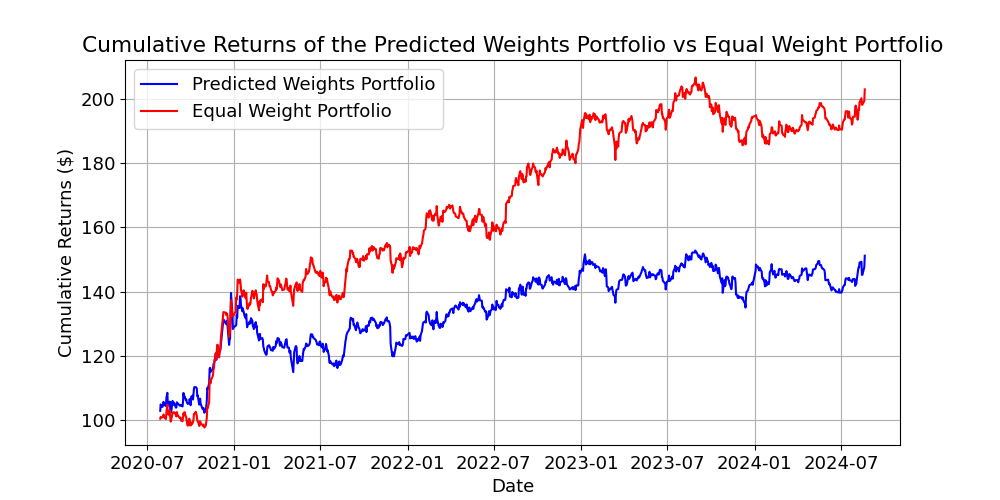 Cumulative Returns of the Predicted Weights Portfolio vs Equal Weight Portfolio
Predicted Weights Portfolio
Equal Weight Portfolio
Cumulative Returns ($)
200
180
160
140
120
100
2020-07 2021-01 2021-07 2022-01 2022-07 2023-01 2023-07 2024-01 2024-07
Date